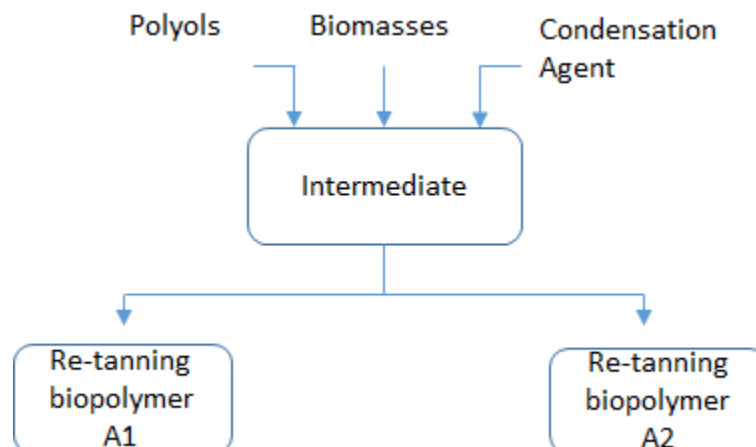 Polyols
Biomasses
Condensation
Agent
Intermediate
Re-tanning
biopolymer
A1
Re-tanning
biopolymer
A2